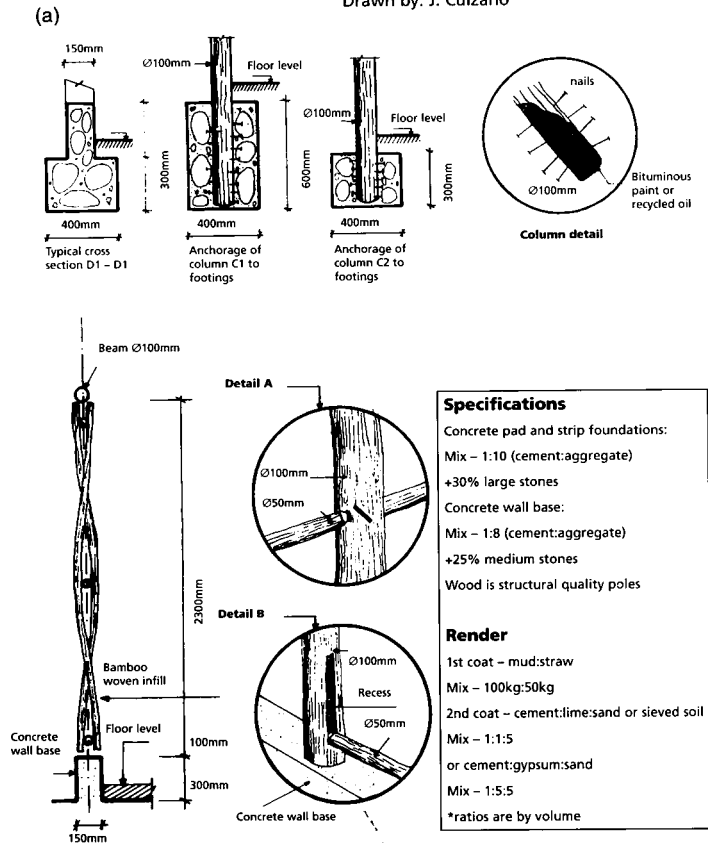 Drawn by: J. Culzano
(a)
150mm
300mm
400mm
Typical cross
section D1 – D1
Ø100mm
Floor level
600mm
400mm
Anchorage of
column C1 to
footings
Floor level
Ø100mm
300mm
400mm
Anchorage of
column C2 to
footings
nails
Ø100mm
Bituminous
paint or
recycled oil
Column detail
Beam Ø100mm
2300mm
Bamboo
woven infill
Concrete
wall base
Floor level
100mm
300mm
150mm
Detail A
Ø100mm
Ø50mm
Detail B
Ø100mm
Recess
Ø50mm
Concrete wall base
Specifications
Concrete pad and strip foundations:
Mix – 1:10 (cement:aggregate)
+30% large stones
Concrete wall base:
Mix – 1:8 (cement:aggregate)
+25% medium stones
Wood is structural quality poles
Render
1st coat – mud:straw
Mix – 100kg:50kg
2nd coat – cement:lime:sand or sieved soil
Mix – 1:1:5
or cement:gypsum:sand
Mix – 1:5:5
*ratios are by volume